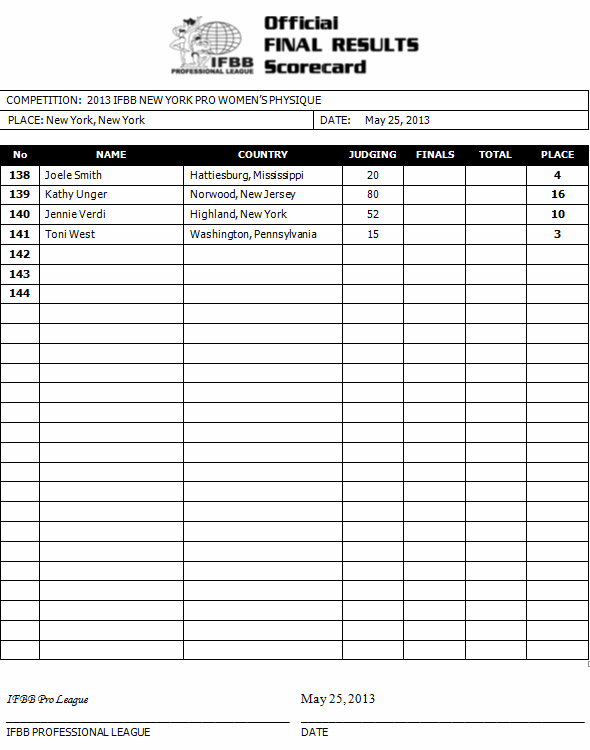 Official
FINAL RESULTS
Scorecard
IFBB
PROFESSIONAL LEAGUE
COMPETITION: 2013 IFBB NEW YORK PRO WOMEN'S PHYSIQUE
PLACE: New York, New York DATE: May 25, 2013
No NAME COUNTRY JUDGING FINALS TOTAL PLACE
138 Joele Smith Hattiesburg, Mississippi 20 4
139 Kathy Unger Norwood, New Jersey 80 16
140 Jennie Verdi Highland, New York 52 10
141 Toni West Washington, Pennsylvania 15 3
142
143
144
IFBB Pro League May 25, 2013
IFBB PROFESSIONAL LEAGUE DATE